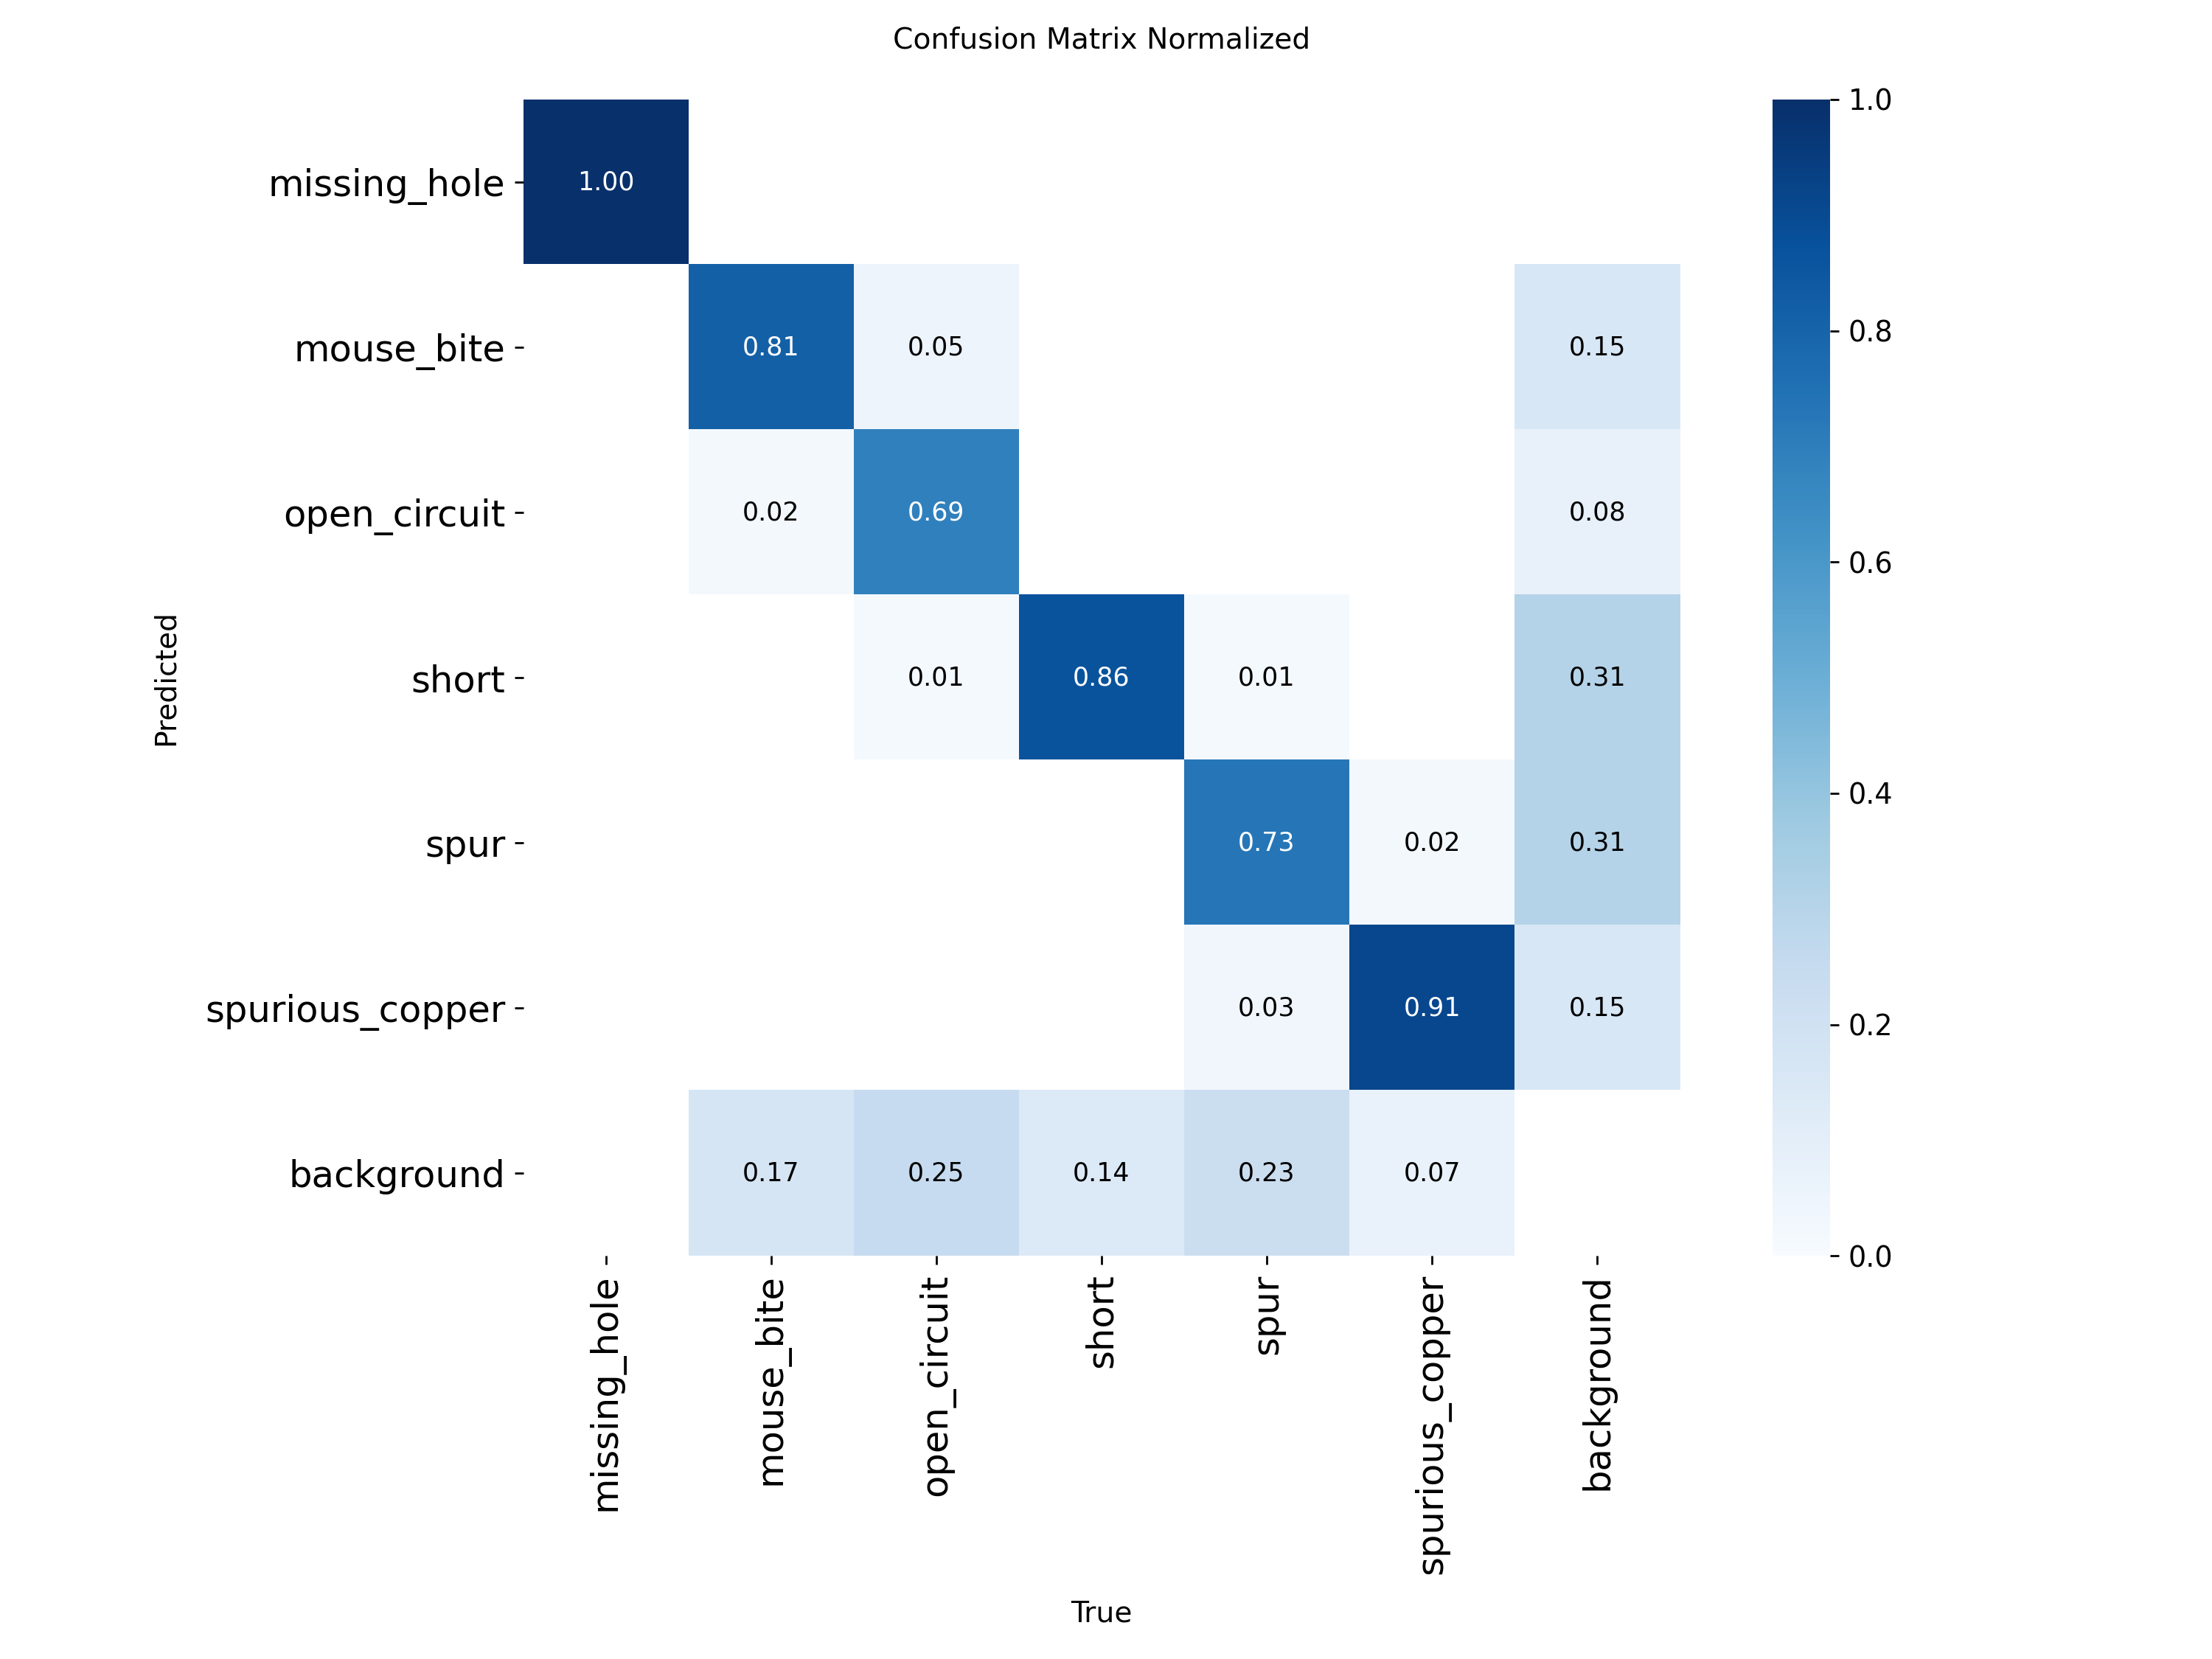 Confusion Matrix Normalized
missing_hole
1.00
mouse_bite
0.81 0.05 0.15
open_circuit
0.02 0.69 0.08
short
0.01 0.86 0.01 0.31
spur
0.73 0.02 0.31
spurious_copper
0.03 0.91 0.15
background
0.17 0.25 0.14 0.23 0.07
Predicted
missing_hole
mouse_bite
open_circuit
short
spur
spurious_copper
background
True
1.0
0.8
0.6
0.4
0.2
0.0